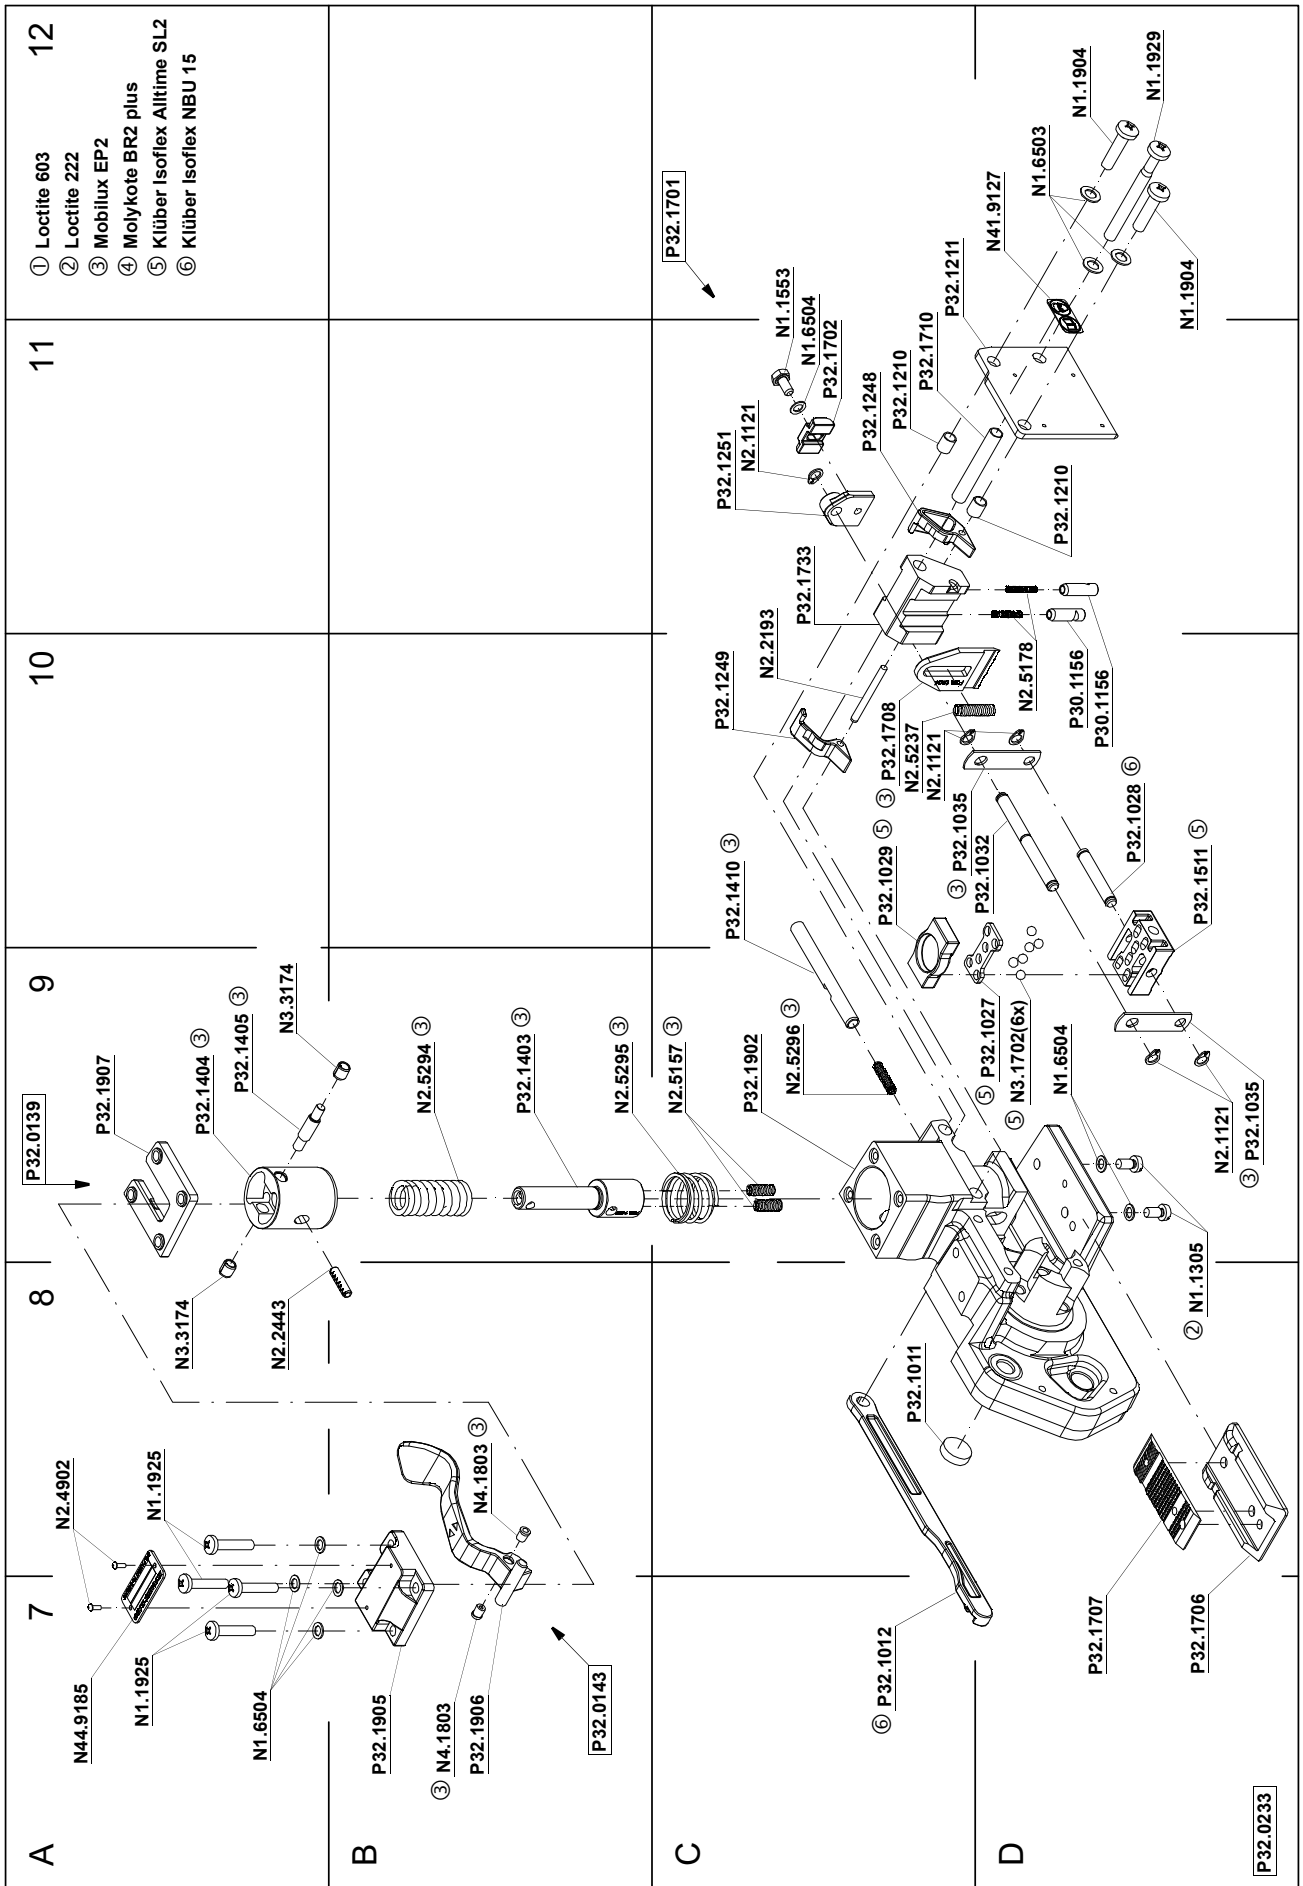 7
8
9
10
11
12
A
B
C
D
① Loctite 603
② Loctite 222
③ Mobilux EP2
④ Molykote BR2 plus
⑤ Klüber Isoflex Alltime SL2
⑥ Klüber Isoflex NBU 15
N44.9185
N2.4902
N1.1925
N1.1925
N1.6504
P32.1905
③ N4.1803
N4.1803 ③
P32.1906
P32.0143
P32.0139
P32.1907
N3.3174
P32.1404 ③
P32.1405 ③
N3.3174
N2.2443
N2.5294 ③
P32.1403 ③
N2.5295 ③
N2.5157 ③
P32.1902
N2.5296 ③
P32.1410 ③
P32.1701
P32.1249
N2.2193
P32.1733
P32.1251
N2.1121
N1.1553
N1.6504
P32.1702
P32.1248
P32.1210
P32.1710
P32.1211
N41.9127
N1.6503
N1.1904
N1.1929
N1.1904
P32.1210
N2.5178
P30.1156
P30.1156
③ P32.1708
N2.5237
N2.1121
③ P32.1035
P32.1032
P32.1029 ⑤
P32.1028 ⑥
P32.1511 ⑤
⑤ P32.1027
⑤ N3.1702(6x)
N1.6504
N2.1121
③ P32.1035
② N1.1305
P32.1011
⑥ P32.1012
P32.1707
P32.1706
P32.0233